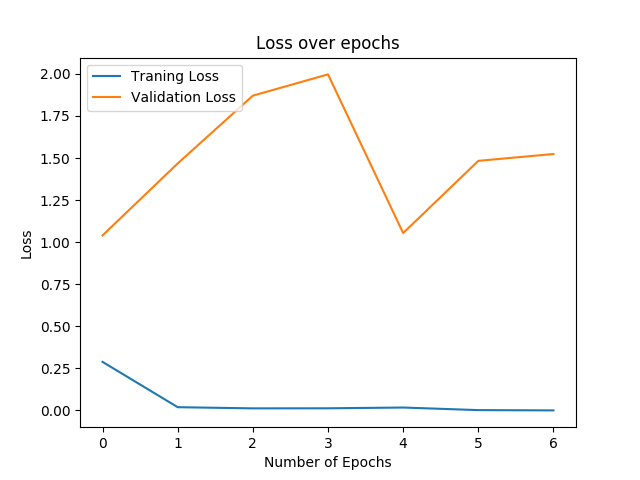 Loss over epochs
Traning Loss
Validation Loss
2.00
1.75
1.50
1.25
1.00
0.75
0.50
0.25
0.00
Loss
0 1 2 3 4 5 6
Number of Epochs